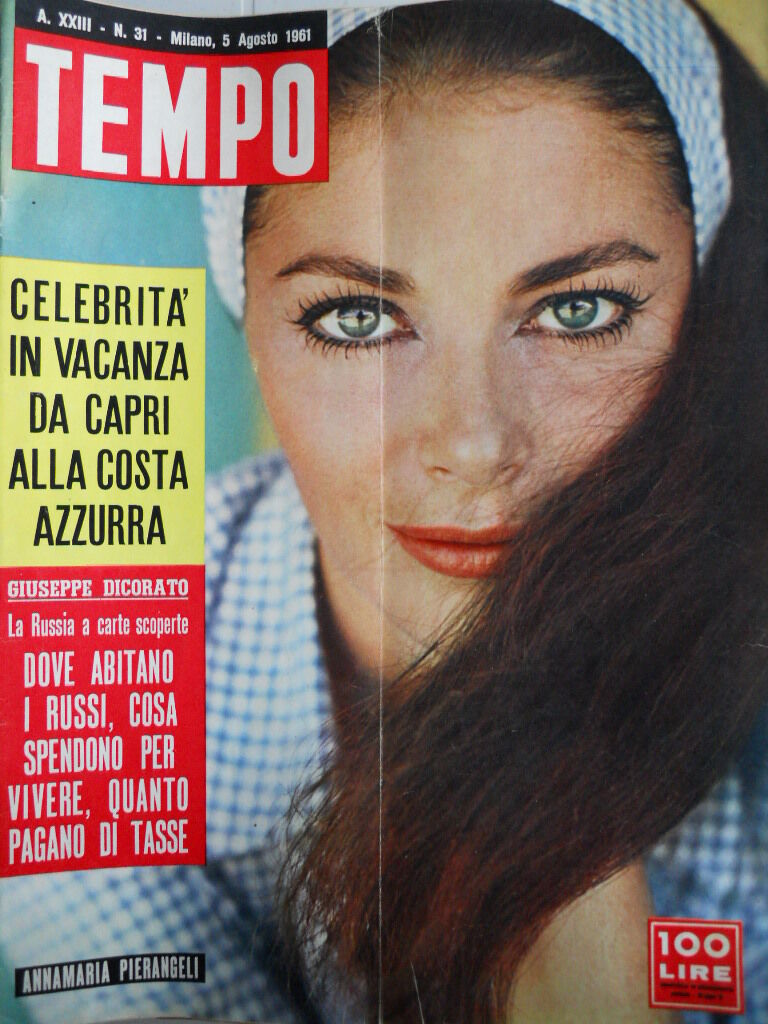 A. XXIII - N. 31 - Milano, 5 Agosto 1961
TEMPO
CELEBRITA'
IN VACANZA
DA CAPRI
ALLA COSTA
AZZURRA
GIUSEPPE DICORATO
La Russia a carte scoperte
DOVE ABITANO
I RUSSI, COSA
SPENDONO PER
VIVERE, QUANTO
PAGANO DI TASSE
ANNAMARIA PIERANGELI
100
LIRE